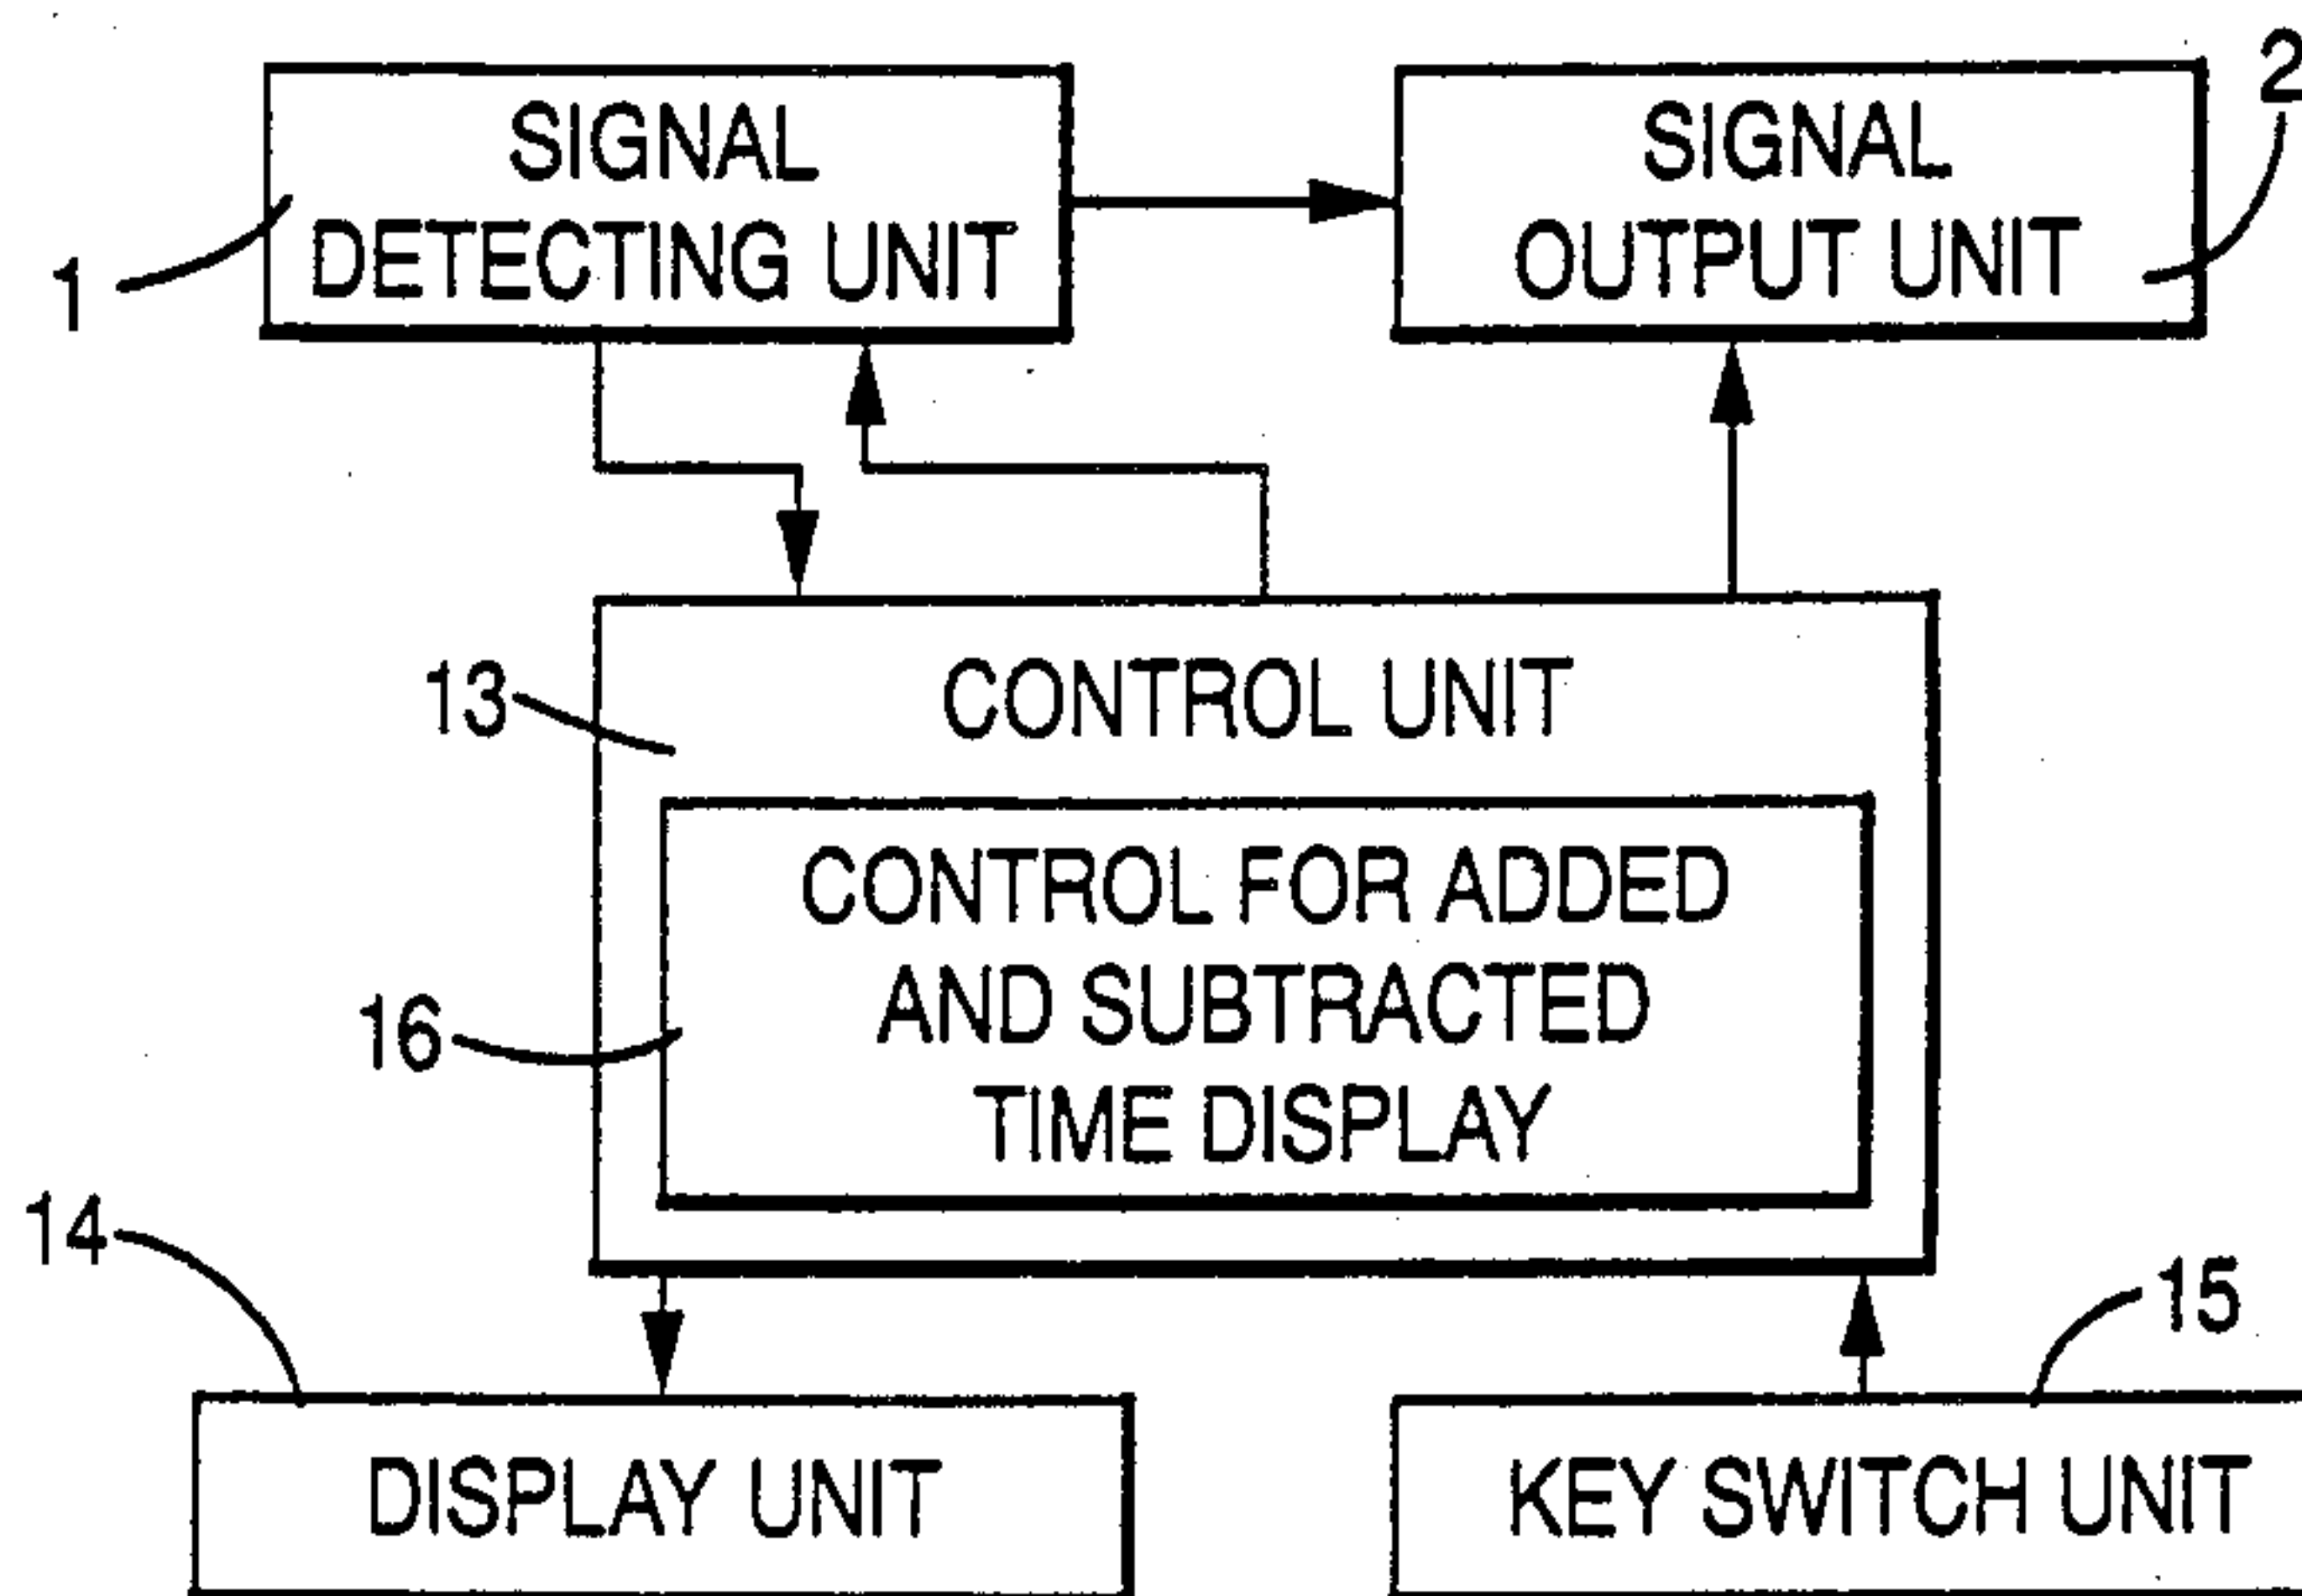 2
SIGNAL
DETECTING UNIT
SIGNAL
OUTPUT UNIT
1
13
CONTROL UNIT
CONTROL FOR ADDED
AND SUBTRACTED
TIME DISPLAY
16
14
15
DISPLAY UNIT
KEY SWITCH UNIT